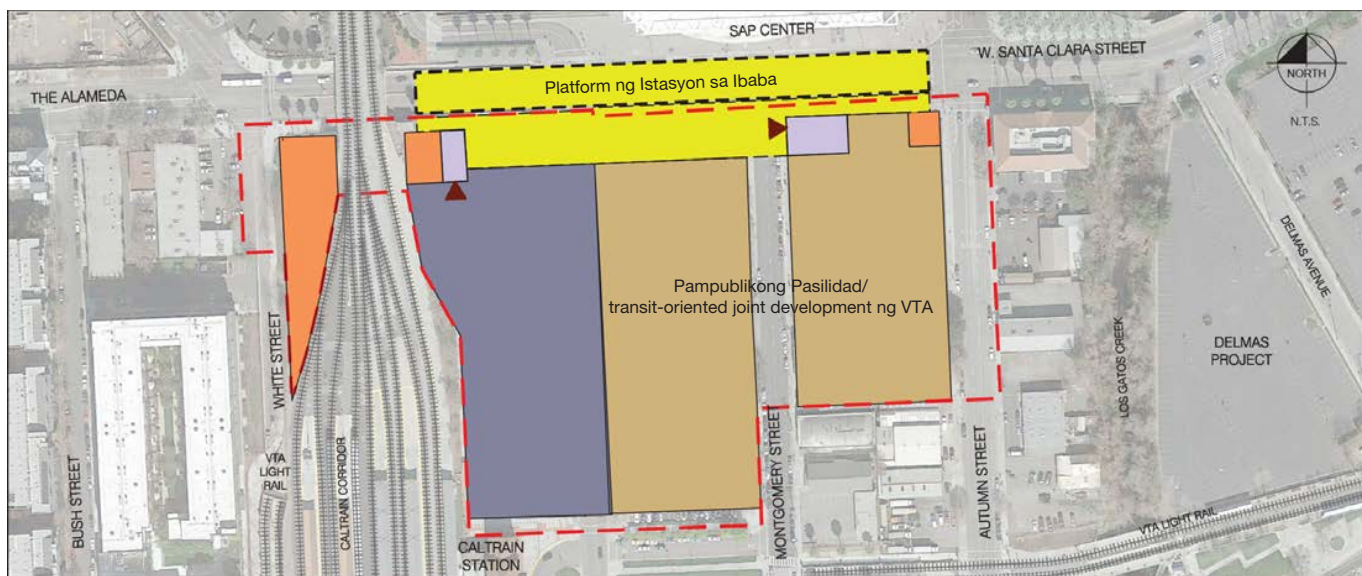 SAP CENTER
W. SANTA CLARA STREET
NORTH
N.T.S.
THE ALAMEDA
Platform ng Istasyon sa Ibaba
Pampublikong Pasilidad/
transit-oriented joint development ng VTA
DELMAS AVENUE
DELMAS
PROJECT
LOS GATOS CREEK
WHITE STREET
BUSH STREET
VTA
LIGHT
RAIL
CALTRAIN CORRIDOR
CALTRAIN
STATION
MONTGOMERY STREET
AUTUMN STREET
VTA LIGHT RAIL